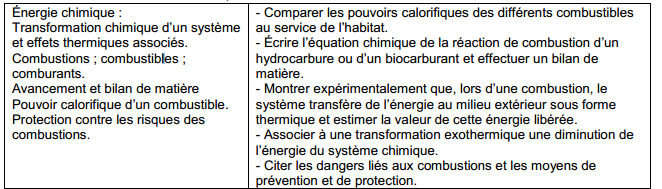 Énergie chimique :
Transformation chimique d'un système
et effets thermiques associés.
Combustions ; combustibles ;
comburants.
Avancement et bilan de matière
Pouvoir calorifique d'un combustible.
Protection contre les risques des
combustions.
- Comparer les pouvoirs calorifiques des différents combustibles
au service de l'habitat.
- Écrire l'équation chimique de la réaction de combustion d'un
hydrocarbure ou d'un biocarburant et effectuer un bilan de
matière.
- Montrer expérimentalement que, lors d'une combustion, le
système transfère de l'énergie au milieu extérieur sous forme
thermique et estimer la valeur de cette énergie libérée.
- Associer à une transformation exothermique une diminution de
l'énergie du système chimique.
- Citer les dangers liés aux combustions et les moyens de
prévention et de protection.